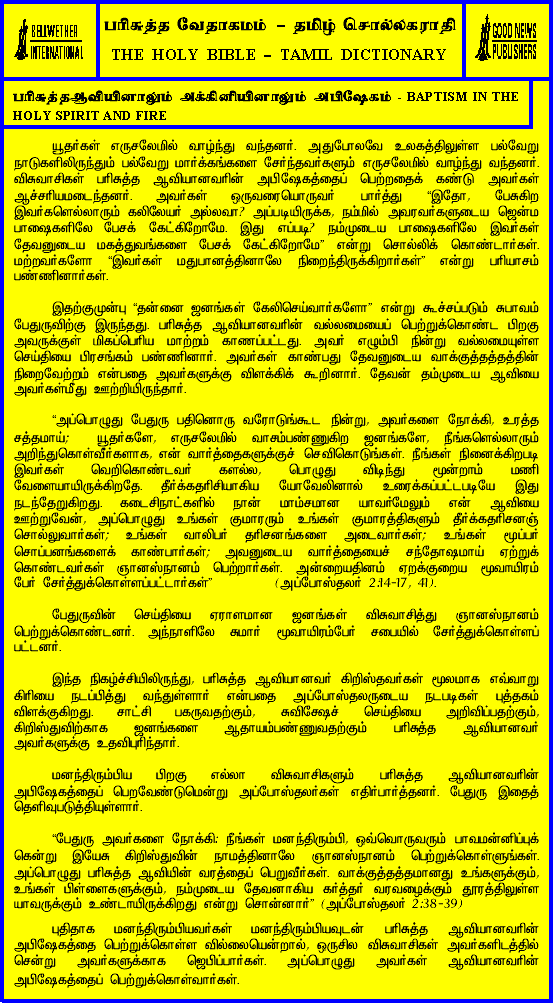 BELLWETHER
INTERNATIONAL
பரிசுத்த வேதாகமம் – தமிழ் சொல்லகராதி
THE HOLY BIBLE – TAMIL DICTIONARY
GOOD NEWS
PUBLISHERS
பரிசுத்தஆவியினாலும் அக்கினியினாலும் அபிஷேகம் - BAPTISM IN THE
HOLY SPIRIT AND FIRE
யூதர்கள் எருசலேமில் வாழ்ந்து வந்தனர். அதுபோலவே உலகத்திலுள்ள பல்வேறு
நாடுகளிலிருந்தும் பல்வேறு மார்க்கங்களை சேர்ந்தவர்களும் எருசலேமில் வாழ்ந்து வந்தனர்.
விசுவாசிகள் பரிசுத்த ஆவியானவரின் அபிஷேகத்தைப் பெற்றதைக் கண்டு அவர்கள்
ஆச்சரியமடைந்தனர். அவர்கள் ஒருவரையொருவர் பார்த்து “இதோ, பேசுகிற
இவர்களெல்லாரும் கலிலேயர் அல்லவா? அப்படியிருக்க, நம்மில் அவரவர்களுடைய ஜென்ம
பாஷைகளிலே பேசக் கேட்கிறோமே. இது எப்படி? நம்முடைய பாஷைகளிலே இவர்கள்
தேவனுடைய மகத்துவங்களை பேசக் கேட்கிறோமே” என்று சொல்லிக் கொண்டார்கள்.
மற்றவர்களோ “இவர்கள் மதுபானத்தினாலே நிறைந்திருக்கிறார்கள்” என்று பரியாசம்
பண்ணினார்கள்.
இதற்குமுன்பு “தன்னை ஜனங்கள் கேலிசெய்வார்களோ” என்று கூச்சப்படும் சுபாவம்
பேதுருவிற்கு இருந்தது. பரிசுத்த ஆவியானவரின் வல்லமையைப் பெற்றுக்கொண்ட பிறகு
அவருக்குள் மிகப்பெரிய மாற்றம் காணப்பட்டது. அவர் எழும்பி நின்று வல்லமையுள்ள
செய்தியை பிரசங்கம் பண்ணினார். அவர்கள் காண்பது தேவனுடைய வாக்குத்தத்தத்தின்
நிறைவேற்றம் என்பதை அவர்களுக்கு விளக்கிக் கூறினார். தேவன் தம்முடைய ஆவியை
அவர்கள்மீது ஊற்றியிருந்தார்.
“அப்பொழுது பேதுரு பதினொரு வரோடுங்கூட நின்று, அவர்களை நோக்கி, உரத்த
சத்தமாய்; யூதர்களே, எருசலேமில் வாசம்பண்ணுகிற ஜனங்களே, நீங்களெல்லாரும்
அறிந்துகொள்வீர்களாக, என் வார்த்தைகளுக்குச் செவிகொடுங்கள். நீங்கள் நினைக்கிறபடி
இவர்கள் வெறிகொண்டவர் களல்ல, பொழுது விடிந்து மூன்றாம் மணி
வேளையாயிருக்கிறதே. தீர்க்கதரிசியாகிய யோவேலினால் உரைக்கப்பட்டபடியே இது
நடந்தேறுகிறது. கடைசிநாட்களில் நான் மாம்சமான யாவர்மேலும் என் ஆவியை
ஊற்றுவேன், அப்பொழுது உங்கள் குமாரரும் உங்கள் குமாரத்திகளும் தீர்க்கதரிசனஞ்
சொல்லுவார்கள்; உங்கள் வாலிபர் தரிசனங்களை அடைவார்கள்; உங்கள் மூப்பர்
சொப்பனங்களைக் காண்பார்கள்; அவனுடைய வார்த்தையைச் சந்தோஷமாய் ஏற்றுக்
கொண்டவர்கள் ஞானஸ்நானம் பெற்றார்கள். அன்றையதினம் ஏறக்குறைய மூவாயிரம்
பேர் சேர்த்துக்கொள்ளப்பட்டார்கள்” (அப்போஸ்தலர் 2:14-17, 41).
பேதுருவின் செய்தியை ஏராளமான ஜனங்கள் விசுவாசித்து ஞானஸ்நானம்
பெற்றுக்கொண்டனர். அந்நாளிலே சுமார் மூவாயிரம்பேர் சபையில் சேர்த்துக்கொள்ளப்
பட்டனர்.
இந்த நிகழ்ச்சியிலிருந்து, பரிசுத்த ஆவியானவர் கிறிஸ்தவர்கள் மூலமாக எவ்வாறு
கிரியை நடப்பித்து வந்துள்ளார் என்பதை அப்போஸ்தலருடைய நடபடிகள் புத்தகம்
விளக்குகிறது. சாட்சி பகருவதற்கும், சுவிசேஷச் செய்தியை அறிவிப்பதற்கும்,
கிறிஸ்துவிற்காக ஜனங்களை ஆதாயம்பண்ணுவதற்கும் பரிசுத்த ஆவியானவர்
அவர்களுக்கு உதவிபுரிந்தார்.
மனந்திரும்பிய பிறகு எல்லா விசுவாசிகளும் பரிசுத்த ஆவியானவரின்
அபிஷேகத்தைப் பெறவேண்டுமென்று அப்போஸ்தலர்கள் எதிர்பார்த்தனர். பேதுரு இதைத்
தெளிவுபடுத்தியுள்ளார்.
“பேதுரு அவர்களை நோக்கி: நீங்கள் மனந்திரும்பி, ஒவ்வொருவரும் பாவமன்னிப்புக்
கென்று இயேசு கிறிஸ்துவின் நாமத்தினாலே ஞானஸ்நானம் பெற்றுக்கொள்ளுங்கள்.
அப்பொழுது பரிசுத்த ஆவியின் வரத்தைப் பெறுவீர்கள். வாக்குத்தத்தமானது உங்களுக்கும்,
உங்கள் பிள்ளைகளுக்கும், நம்முடைய தேவனாகிய கர்த்தர் வரவழைக்கும் தூரத்திலுள்ள
யாவருக்கும் உண்டாயிருக்கிறது என்று சொன்னார்” (அப்போஸ்தலர் 2:38-39)
புதிதாக மனந்திரும்பியவர்கள் மனந்திரும்பியவுடன் பரிசுத்த ஆவியானவரின்
அபிஷேகத்தை பெற்றுக்கொள்ள வில்லையென்றால், ஒருசில விசுவாசிகள் அவர்களிடத்தில்
சென்று அவர்களுக்காக ஜெபிப்பார்கள். அப்பொழுது அவர்கள் ஆவியானவரின்
அபிஷேகத்தைப் பெற்றுக்கொள்வார்கள்.